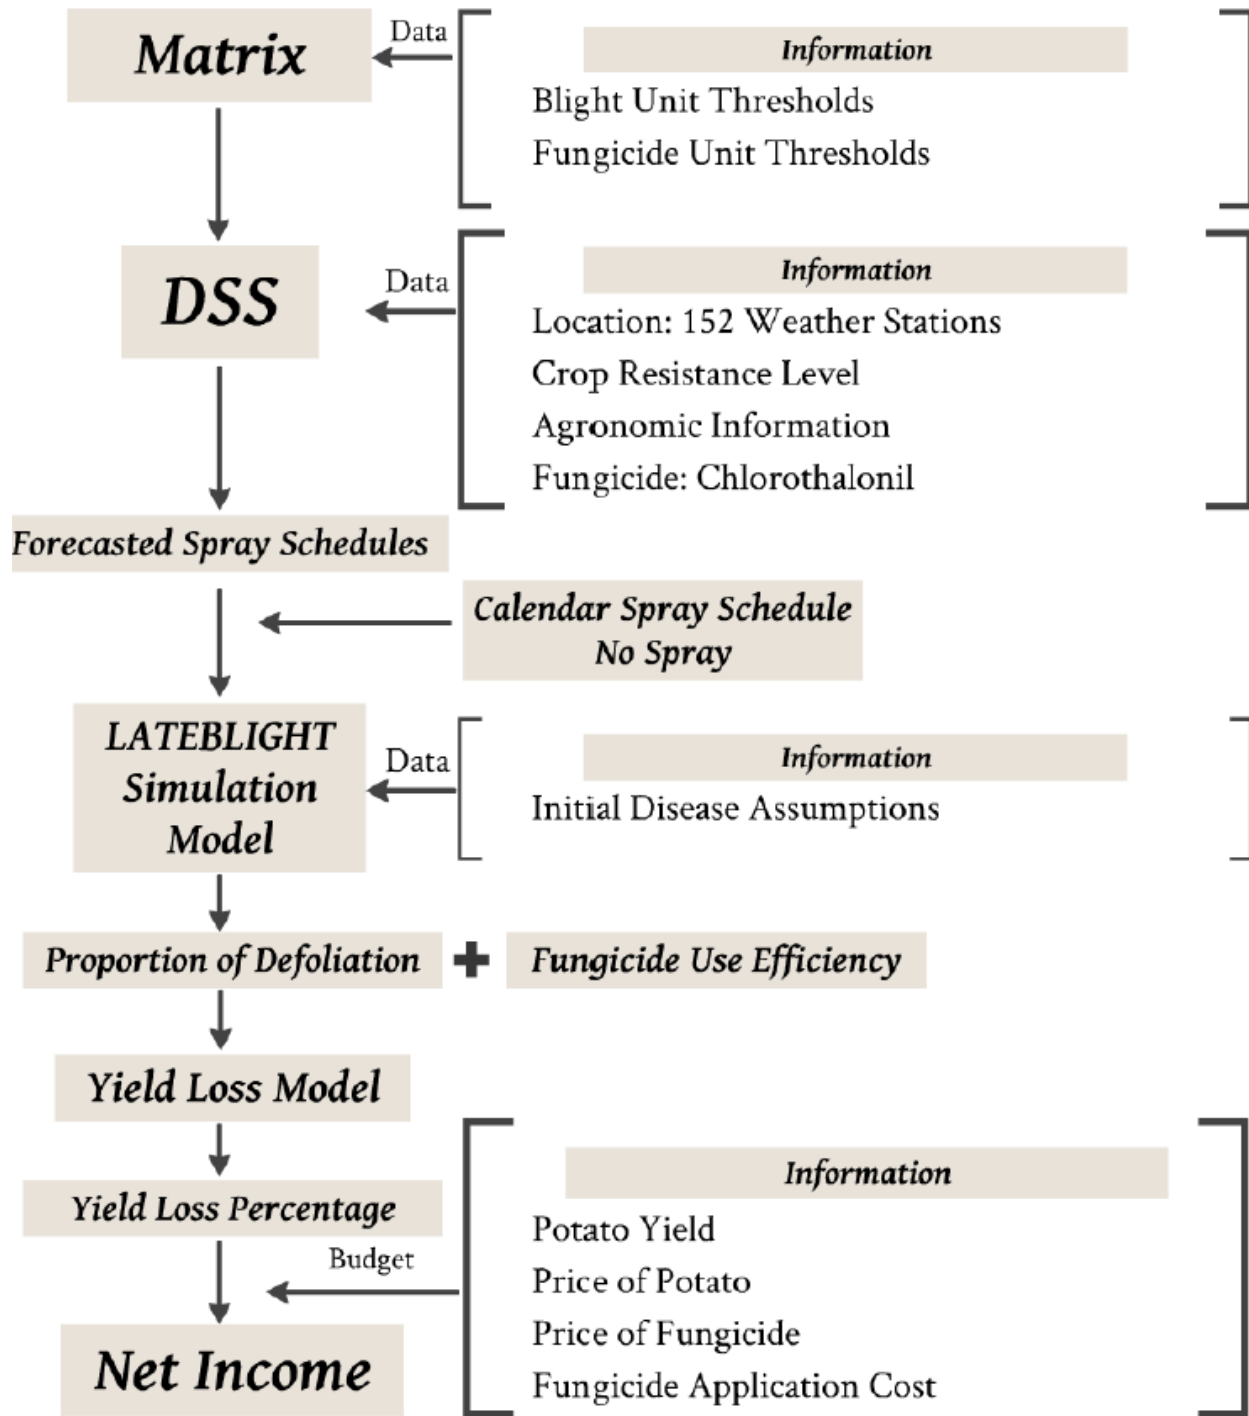 Matrix
Data
Information
Blight Unit Thresholds
Fungicide Unit Thresholds
DSS
Data
Information
Location: 152 Weather Stations
Crop Resistance Level
Agronomic Information
Fungicide: Chlorothalonil
Forecasted Spray Schedules
Calendar Spray Schedule
No Spray
LATEBLIGHT
Simulation
Model
Data
Information
Initial Disease Assumptions
Proportion of Defoliation + Fungicide Use Efficiency
Yield Loss Model
Yield Loss Percentage
Budget
Information
Potato Yield
Price of Potato
Price of Fungicide
Fungicide Application Cost
Net Income